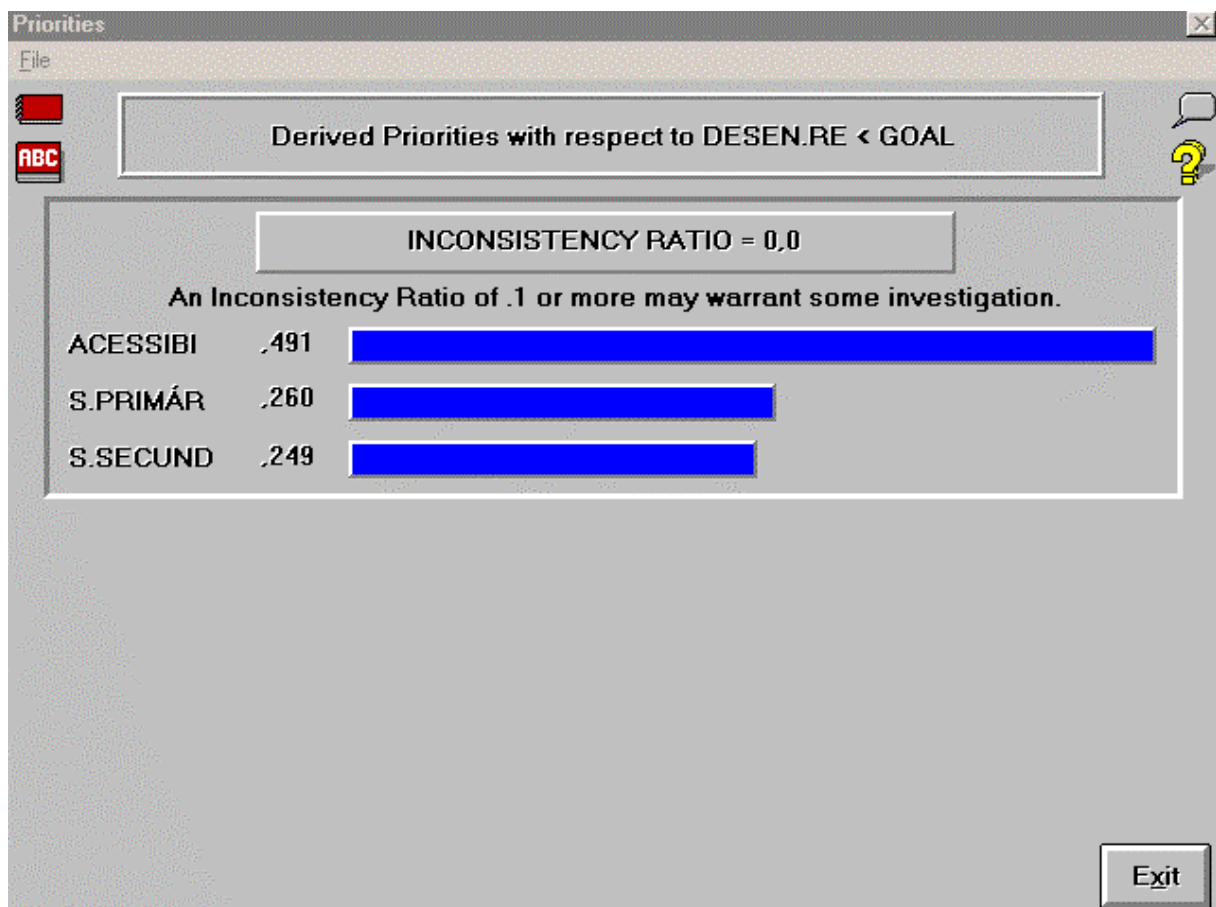 Priorities
File
ABC
Derived Priorities with respect to DESEN.RE < GOAL
?
INCONSISTENCY RATIO = 0,0
An Inconsistency Ratio of .1 or more may warrant some investigation.
ACESSIBI ,491
S.PRIMÁR ,260
S.SECUND ,249
Exit